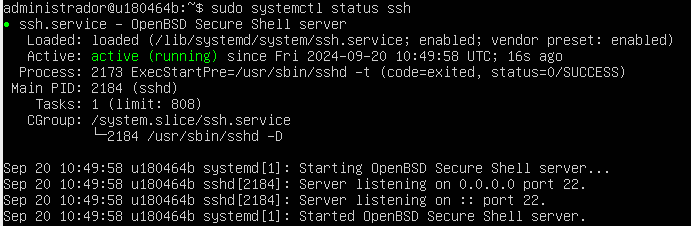 administrador@u180464b:~$ sudo systemctl status ssh
● ssh.service - OpenBSD Secure Shell server
   Loaded: loaded (/lib/systemd/system/ssh.service; enabled; vendor preset: enabled)
   Active: active (running) since Fri 2024-09-20 10:49:58 UTC; 16s ago
  Process: 2173 ExecStartPre=/usr/sbin/sshd -t (code=exited, status=0/SUCCESS)
 Main PID: 2184 (sshd)
    Tasks: 1 (limit: 808)
   CGroup: /system.slice/ssh.service
           └─2184 /usr/sbin/sshd -D

Sep 20 10:49:58 u180464b systemd[1]: Starting OpenBSD Secure Shell server...
Sep 20 10:49:58 u180464b sshd[2184]: Server listening on 0.0.0.0 port 22.
Sep 20 10:49:58 u180464b sshd[2184]: Server listening on :: port 22.
Sep 20 10:49:58 u180464b systemd[1]: Started OpenBSD Secure Shell server.